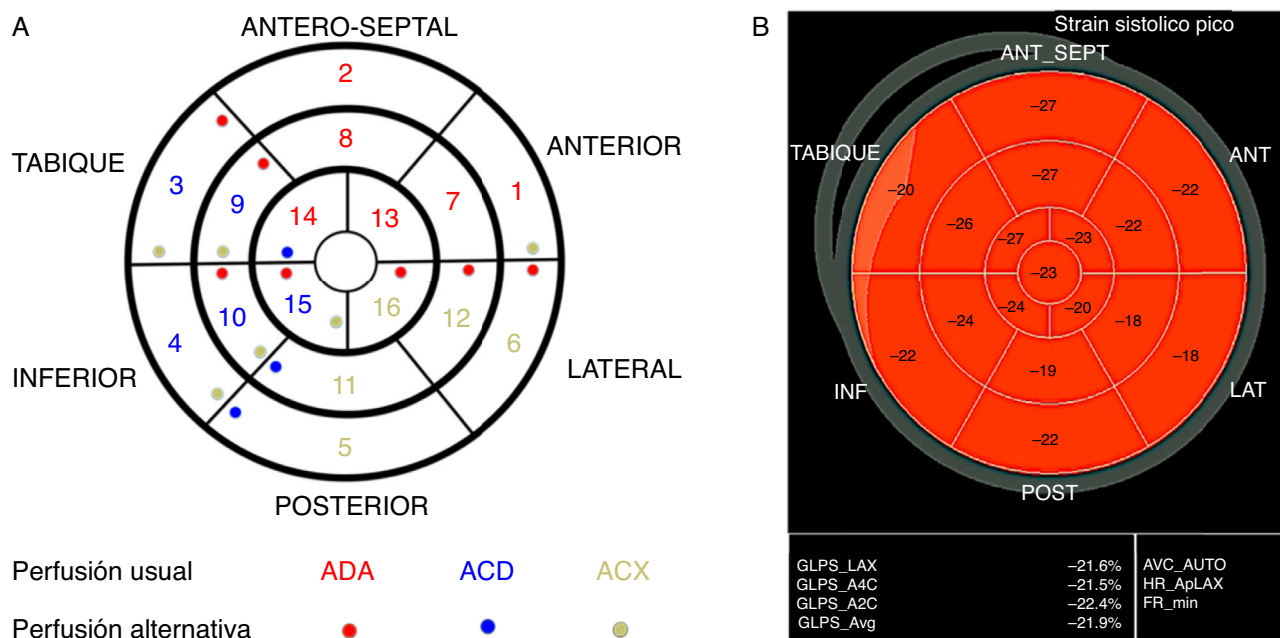 A
ANTERO-SEPTAL
2
TABIQUE
ANTERIOR
8
3
9
14
13
7
1
4
10
15
16
12
6
INFERIOR
LATERAL
11
5
POSTERIOR
Perfusión usual ADA ACD ACX
Perfusión alternativa
B
Strain sistolico pico
ANT_SEPT
–27
TABIQUE
ANT
–27
–20
–22
–26
–22
–27
–23
–23
–24
–20
–24
–18
–22
–18
–19
INF
LAT
–22
POST
GLPS_LAX –21.6% AVC_AUTO
GLPS_A4C –21.5% HR_ApLAX
GLPS_A2C –22.4% FR_min
GLPS_Avg –21.9%